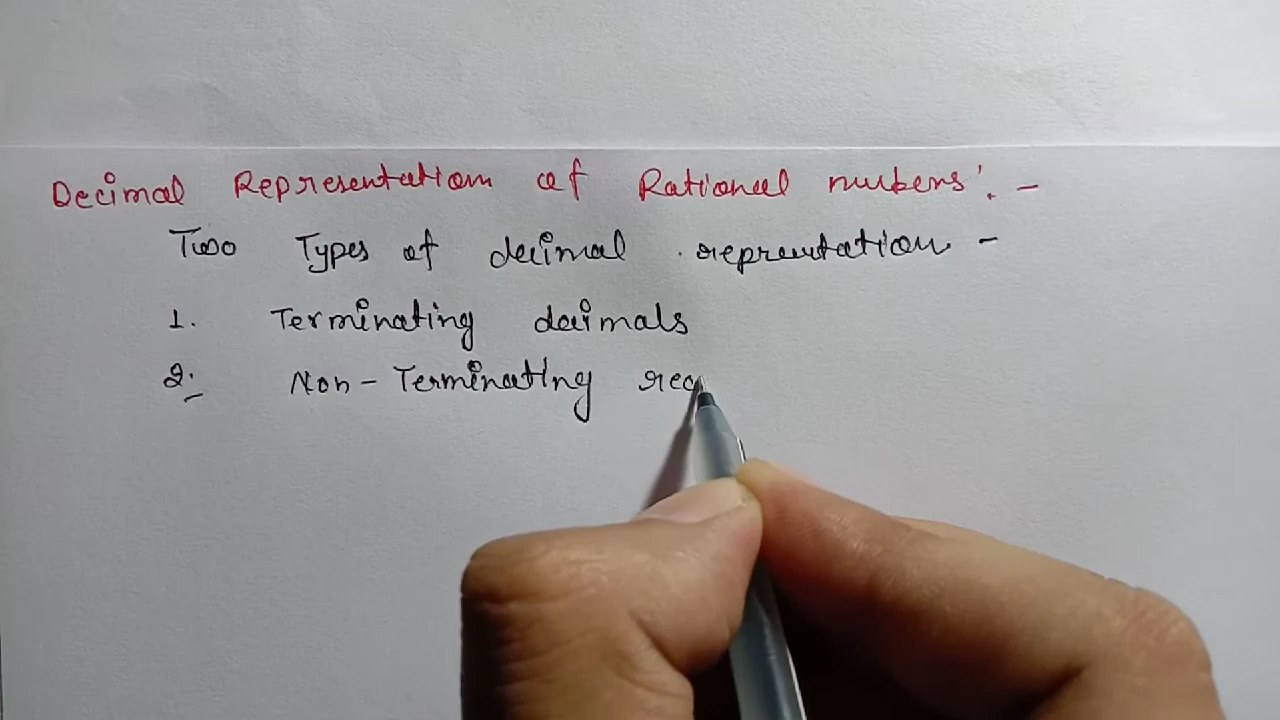 Decimal Representation of Rational numbers :-
Two Types of decimal representation -
1. Terminating decimals
2. Non-Terminating rec